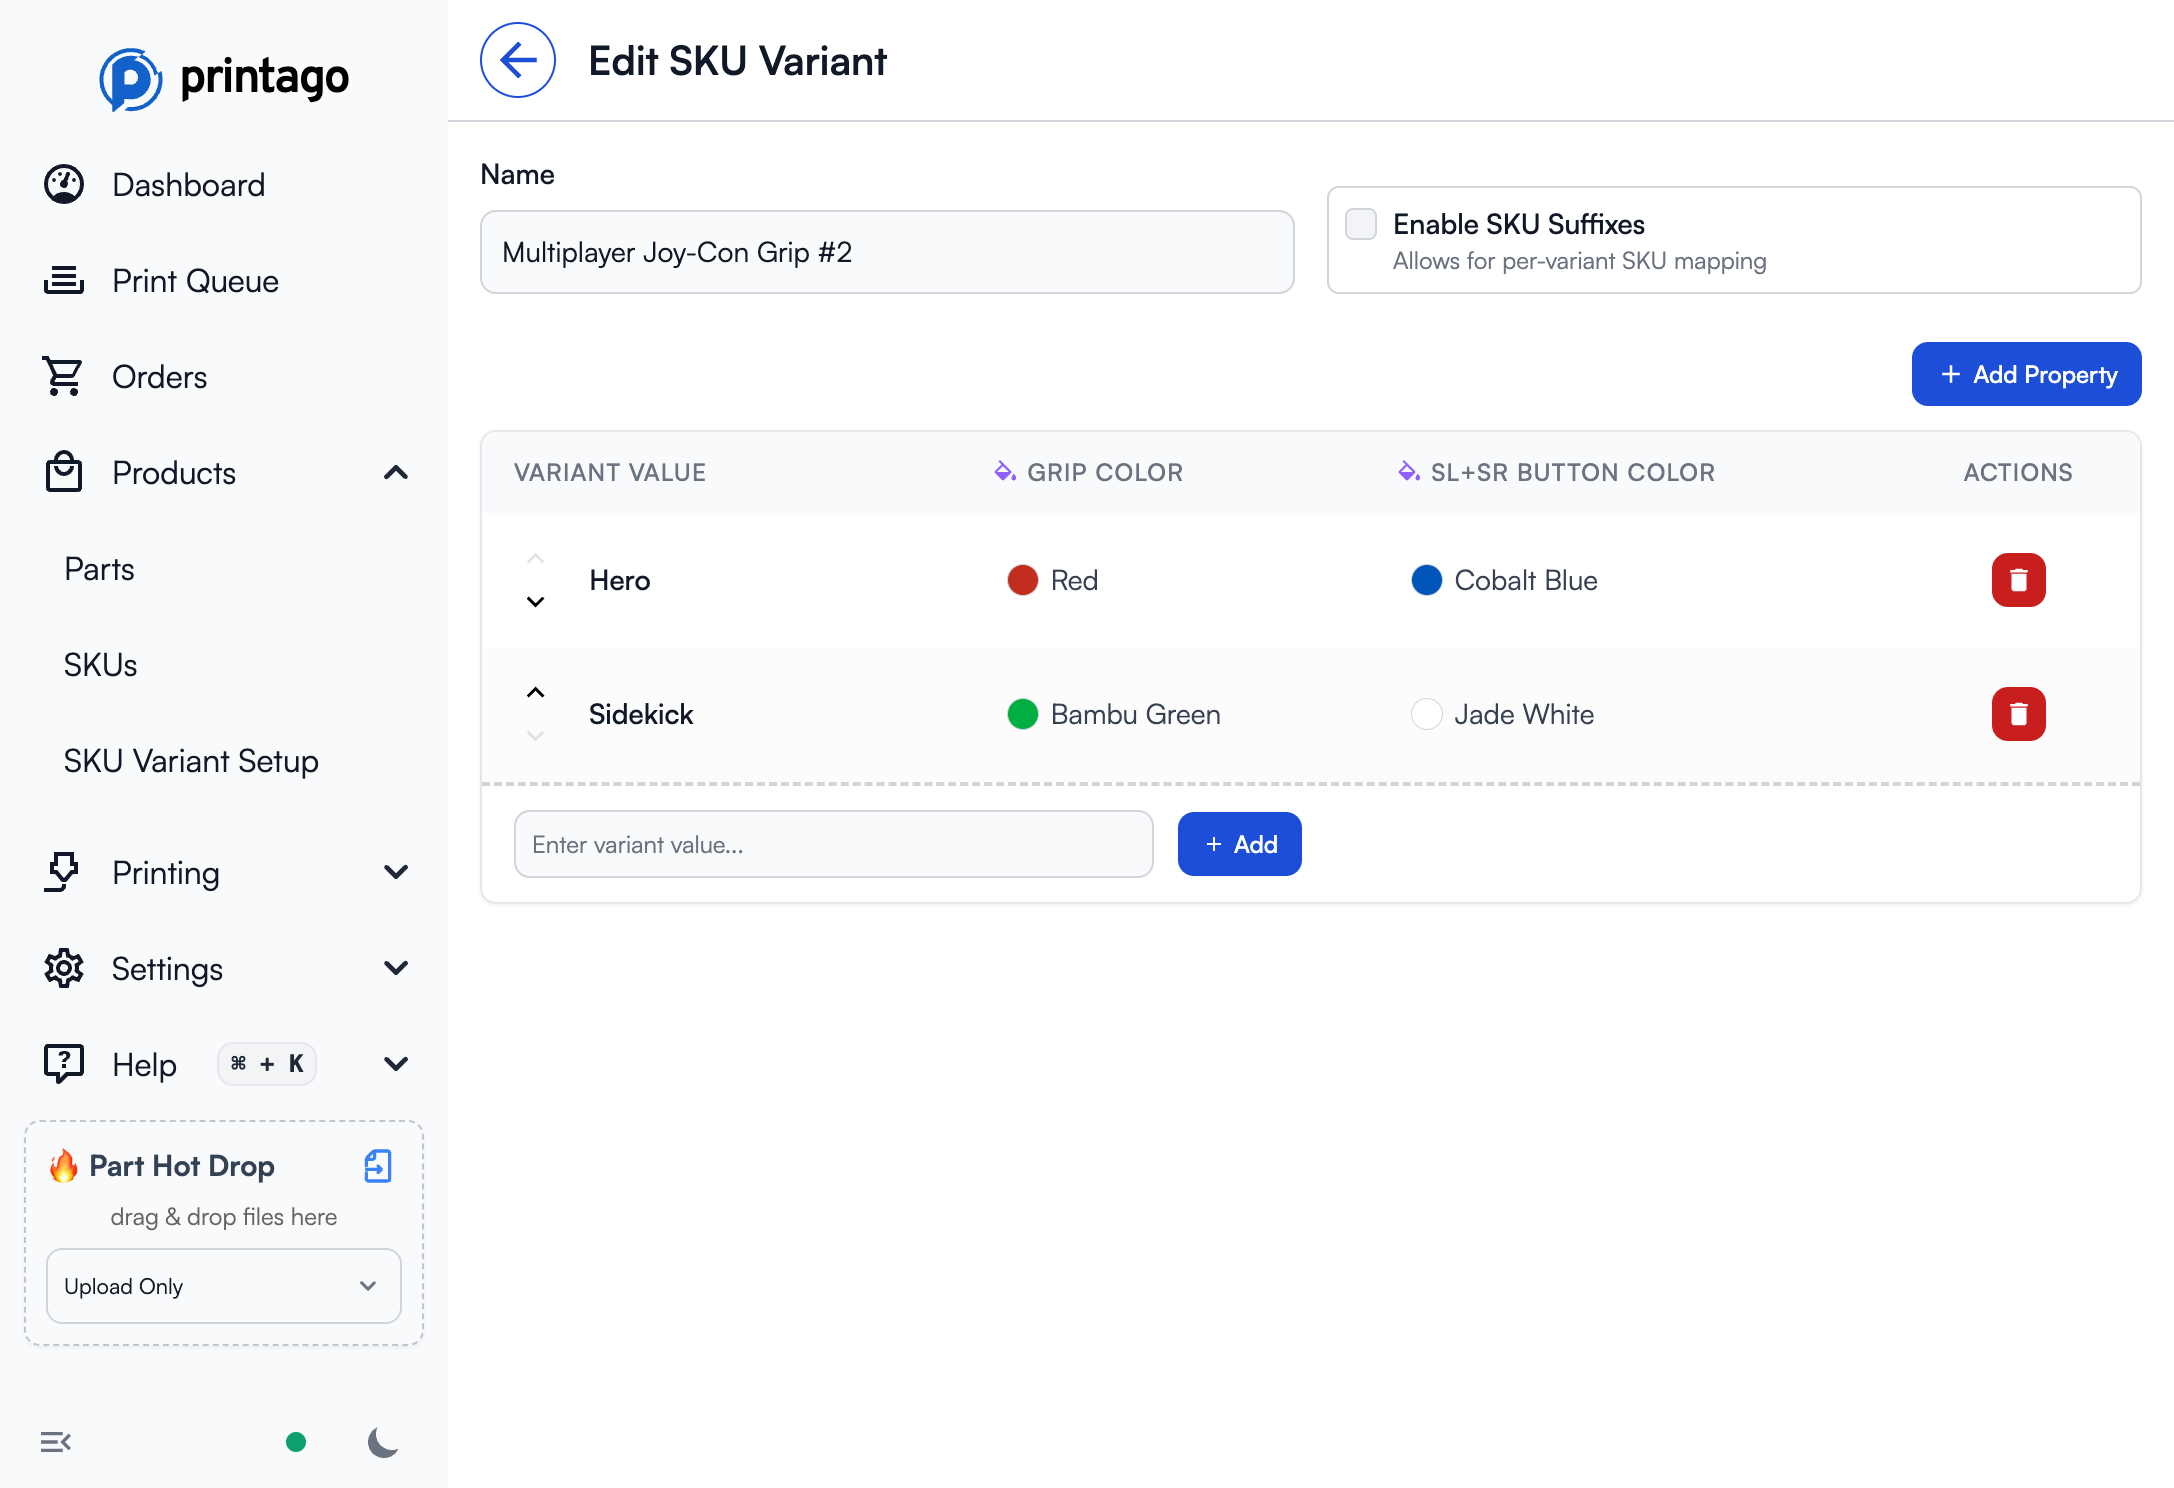 printago
Edit SKU Variant
Dashboard
Print Queue
Orders
Products
Parts
SKUs
SKU Variant Setup
Printing
Settings
Help ⌘ + K
🔥 Part Hot Drop
drag & drop files here
Upload Only
Name
Multiplayer Joy-Con Grip #2
Enable SKU Suffixes
Allows for per-variant SKU mapping
+ Add Property
VARIANT VALUE GRIP COLOR SL+SR BUTTON COLOR ACTIONS
Hero Red Cobalt Blue
Sidekick Bambu Green Jade White
Enter variant value... + Add